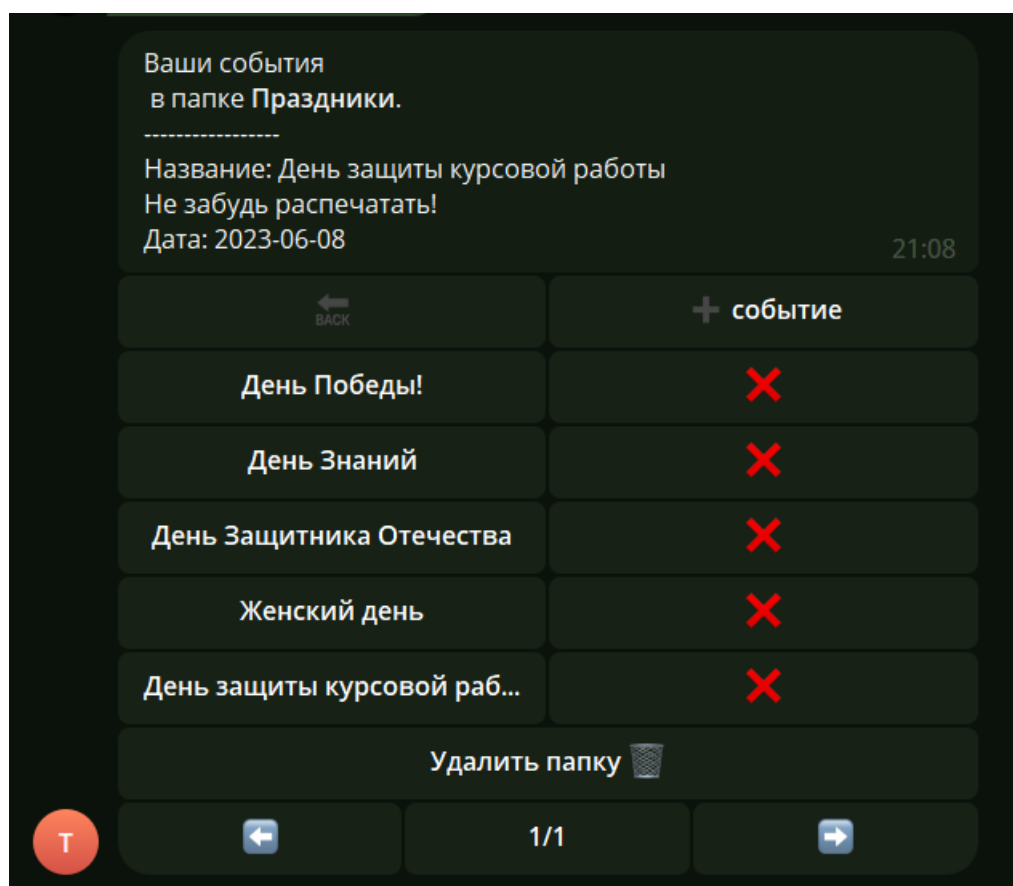 Ваши события
в папке Праздники.
-----------------
Название: День защиты курсовой работы
Не забудь распечатать!
Дата: 2023-06-08
21:08
BACK
событие
День Победы!
День Знаний
День Защитника Отечества
Женский день
День защиты курсовой раб...
Удалить папку
1/1
T